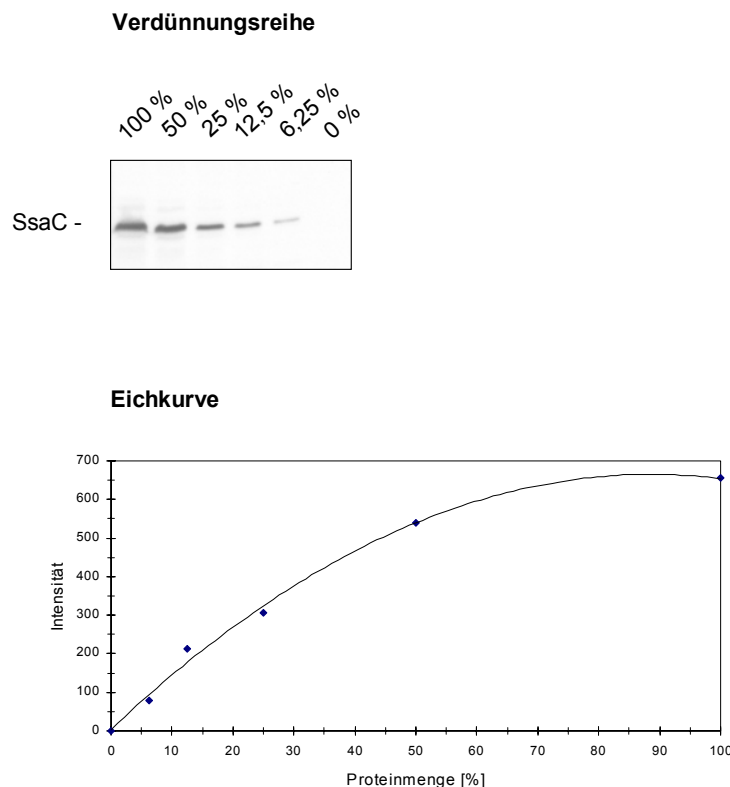 Verdünnungsreihe
100 % 50 % 25 % 12,5 % 6,25 % 0 %
SsaC -
Eichkurve
700
600
500
400
300
200
100
0
Intensität
0 10 20 30 40 50 60 70 80 90 100
Proteinmenge [%]